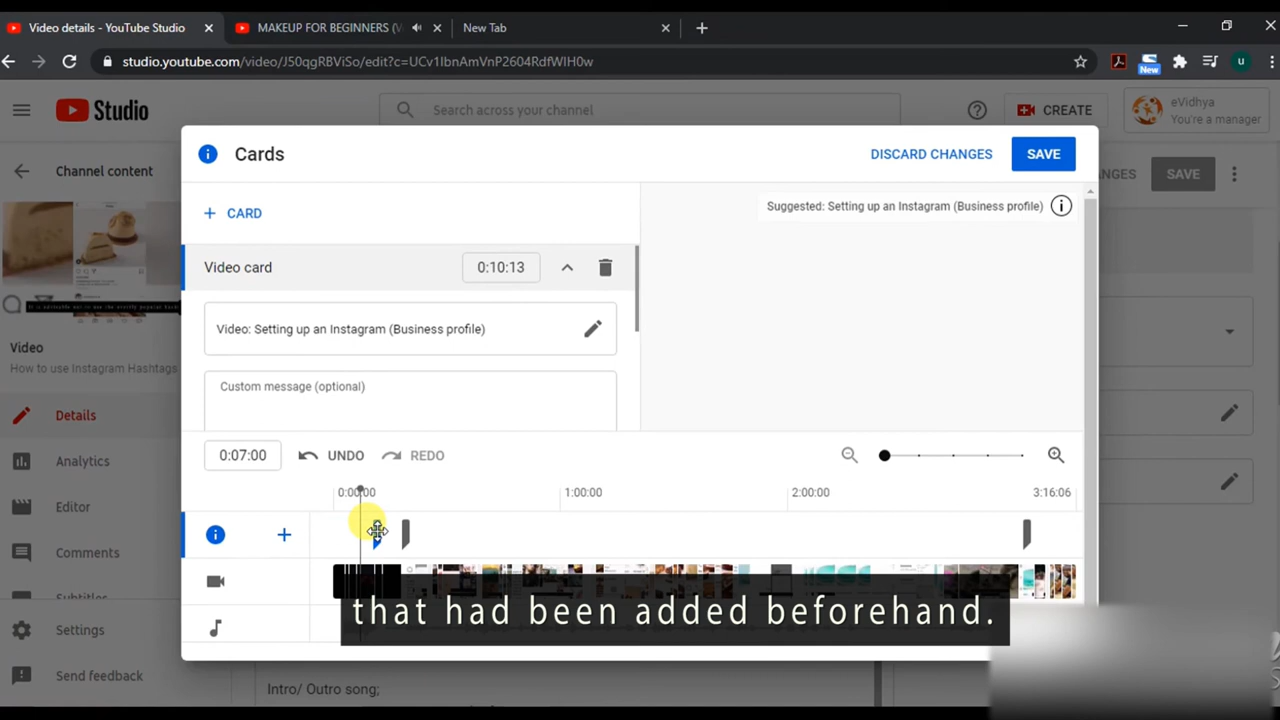 Video details - YouTube Studio
MAKEUP FOR BEGINNERS (V
New Tab
studio.youtube.com/video/J50qgRBViSo/edit?c=UCv1IbnAmVnP2604RdfWIH0w
New
u
Studio
Search across your channel
CREATE
eVidhya
You're a manager
Channel content
Cards
DISCARD CHANGES
SAVE
NGES
SAVE
+ CARD
Suggested: Setting up an Instagram (Business profile)
Video card
0:10:13
Video: Setting up an Instagram (Business profile)
Custom message (optional)
Video
How to use Instagram Hashtags
Details
Analytics
Editor
Comments
Subtitles
Settings
Send feedback
0:07:00
UNDO
REDO
0:00:00
1:00:00
2:00:00
3:16:06
that had been added beforehand.
Intro/ Outro song;